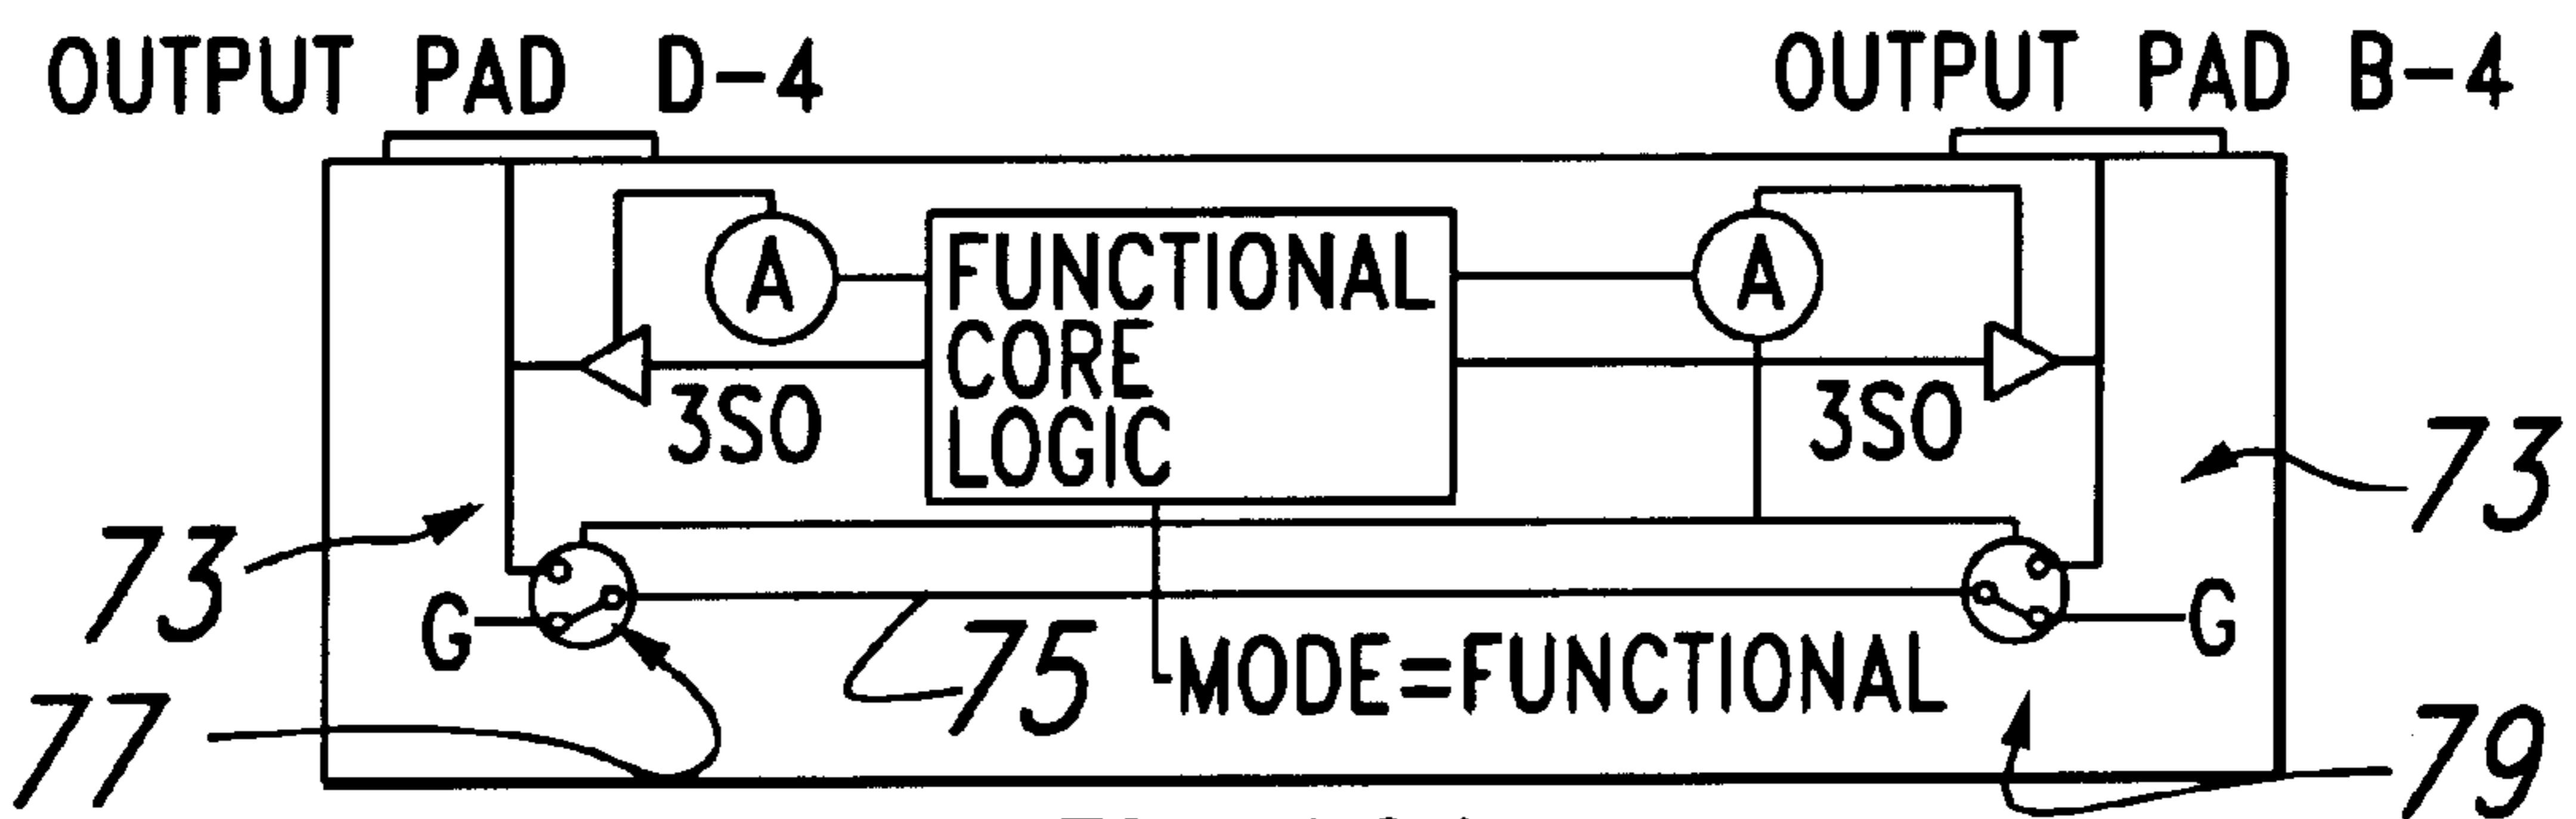 OUTPUT PAD D-4
OUTPUT PAD B-4
A
FUNCTIONAL
CORE
LOGIC
A
3SO
3SO
73
73
G
G
75
MODE=FUNCTIONAL
77
79